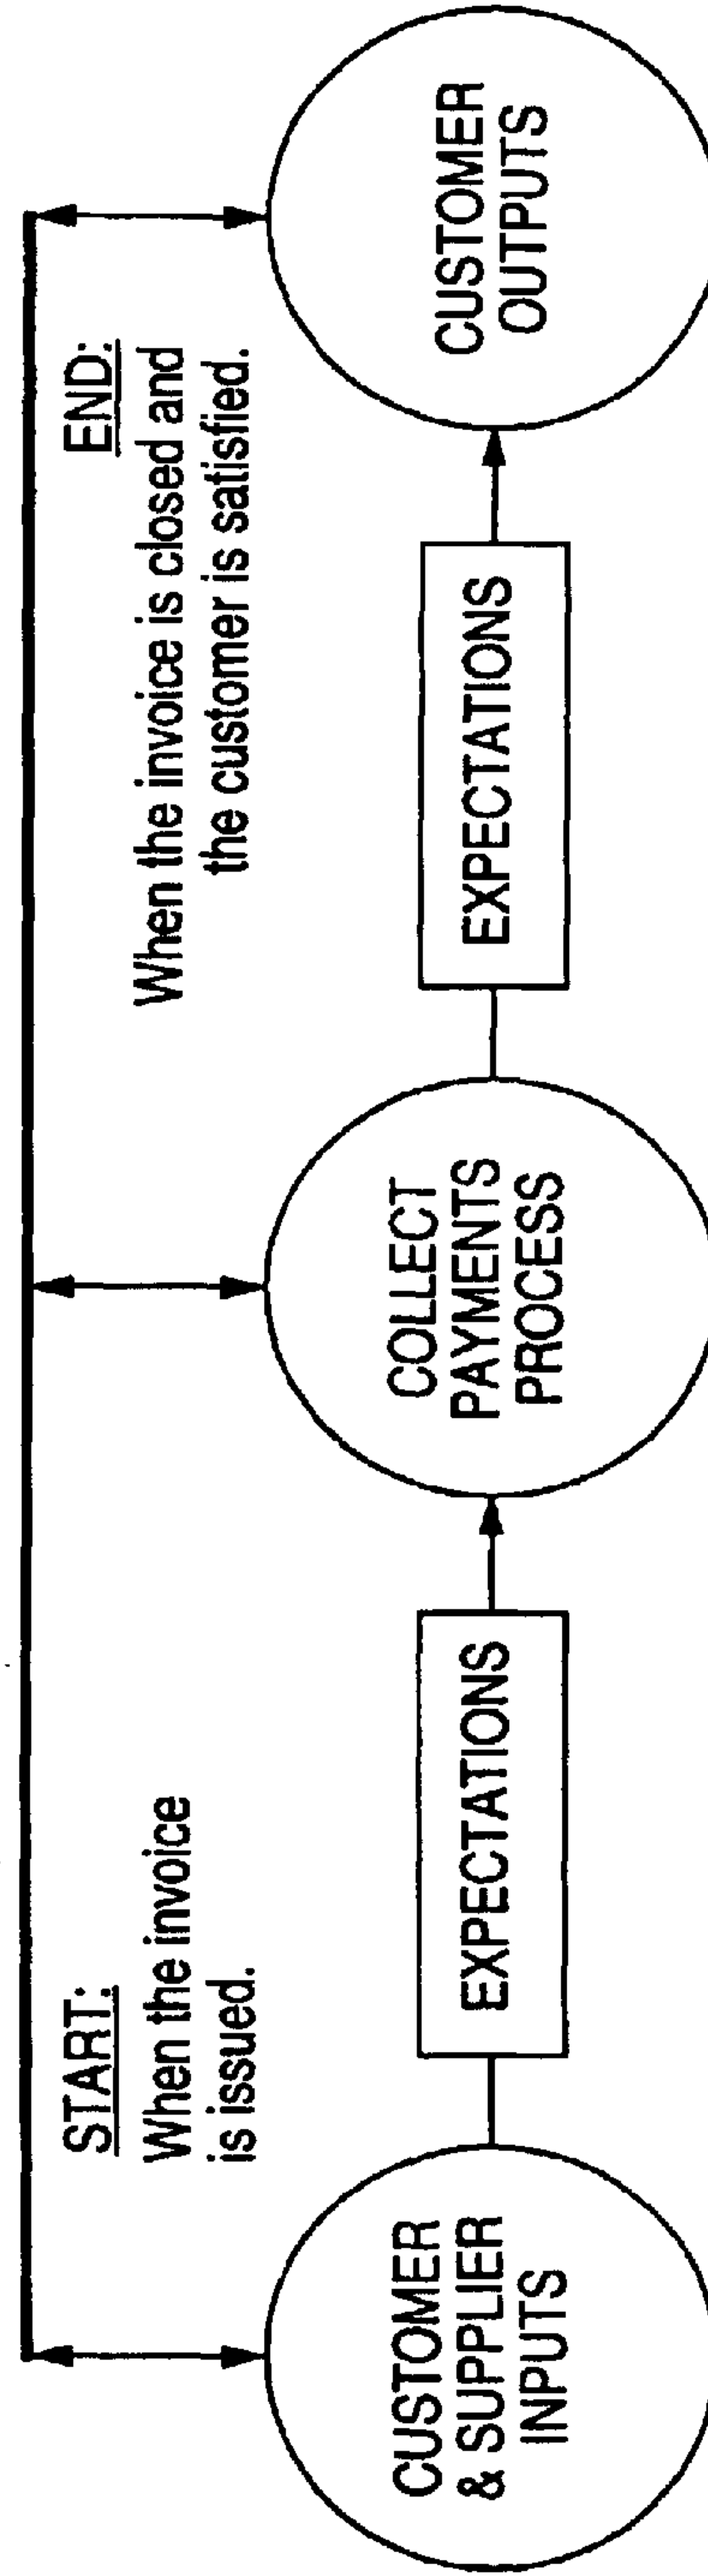 START:
When the invoice
is issued.
END:
When the invoice is closed and
the customer is satisfied.
CUSTOMER
& SUPPLIER
INPUTS
EXPECTATIONS
COLLECT
PAYMENTS
PROCESS
EXPECTATIONS
CUSTOMER
OUTPUTS